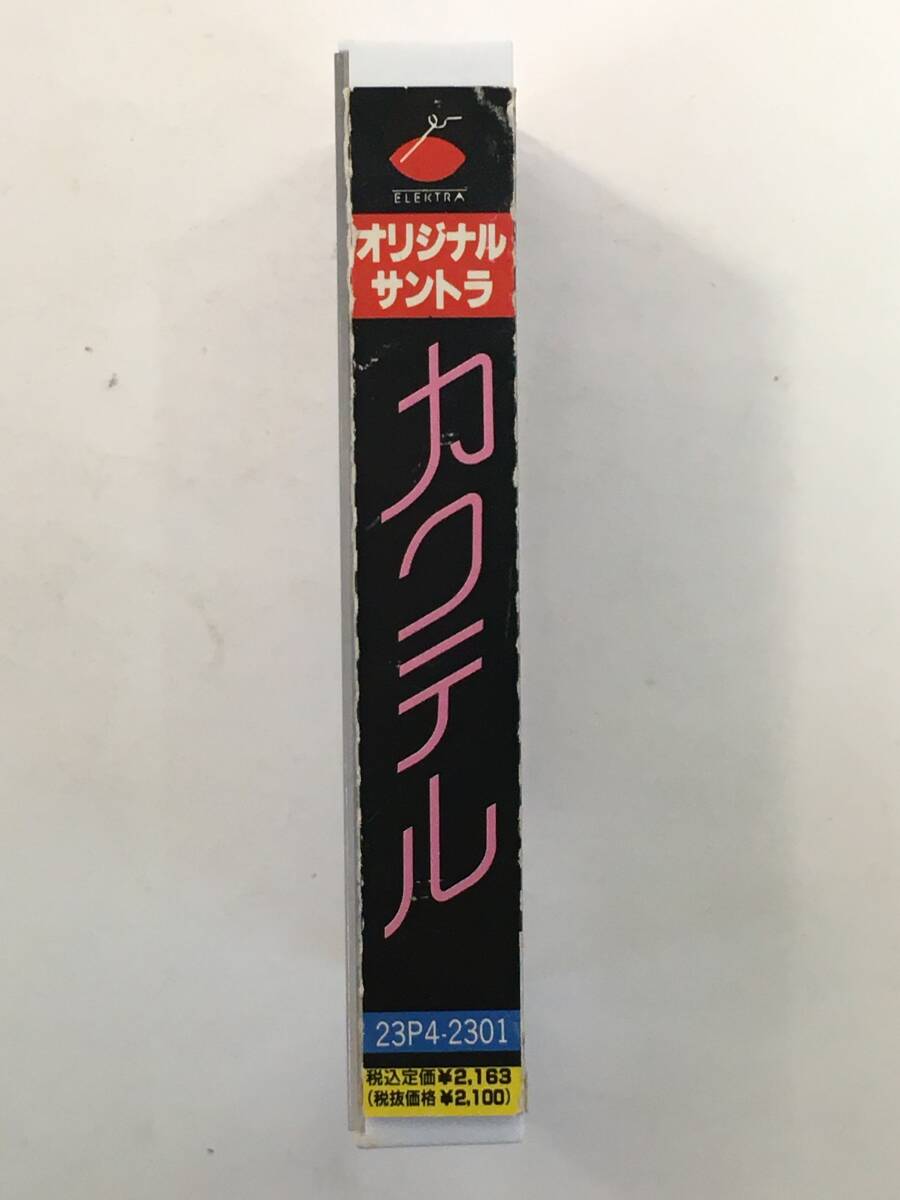 ELEKTRA
オリジナル
サントラ
カクテル
23P4-2301
税込定価¥2,163
(税抜価格¥2,100)